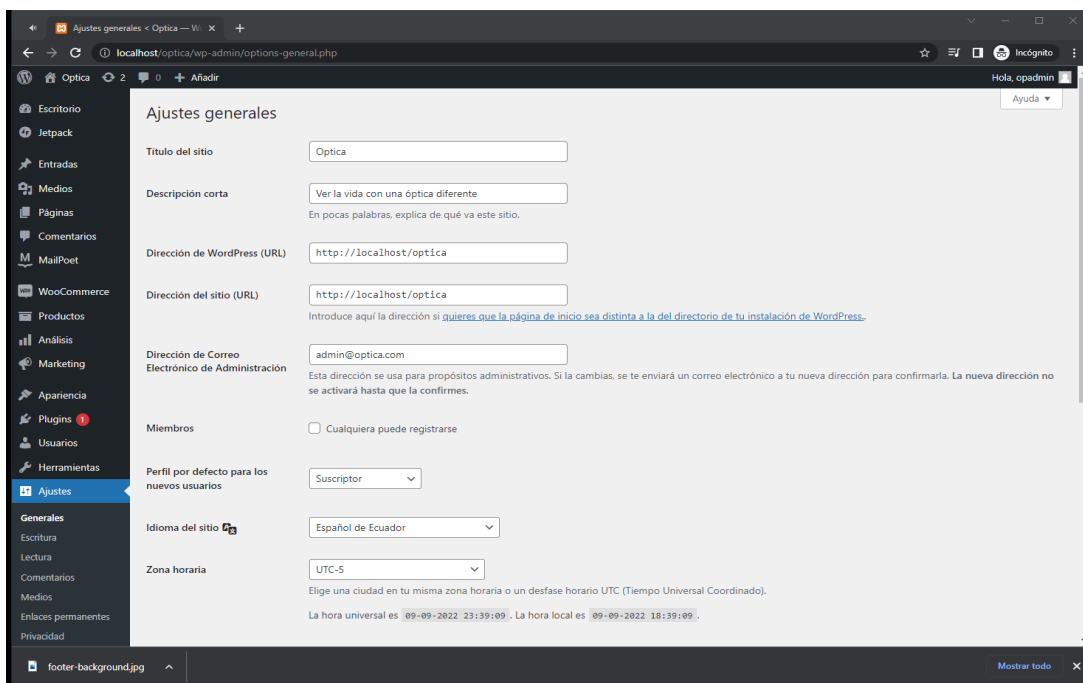 Ajustes generales < Optica — W
localhost/optica/wp-admin/options-general.php
Incógnito
Optica 2 0 Añadir
Hola, opadmin
Ayuda
Escritorio
Jetpack
Entradas
Medios
Páginas
Comentarios
MailPoet
WooCommerce
Productos
Análisis
Marketing
Apariencia
Plugins 1
Usuarios
Herramientas
Ajustes
Generales
Escritura
Lectura
Comentarios
Medios
Enlaces permanentes
Privacidad
Ajustes generales
Título del sitio
Optica
Descripción corta
Ver la vida con una óptica diferente
En pocas palabras, explica de qué va este sitio.
Dirección de WordPress (URL)
http://localhost/optica
Dirección del sitio (URL)
http://localhost/optica
Introduce aquí la dirección si quieres que la página de inicio sea distinta a la del directorio de tu instalación de WordPress..
Dirección de Correo
Electrónico de Administración
admin@optica.com
Esta dirección se usa para propósitos administrativos. Si la cambias, se te enviará un correo electrónico a tu nueva dirección para confirmarla. La nueva dirección no
se activará hasta que la confirmes.
Miembros
Cualquiera puede registrarse
Perfil por defecto para los
nuevos usuarios
Suscriptor
Idioma del sitio
Español de Ecuador
Zona horaria
UTC-5
Elige una ciudad en tu misma zona horaria o un desfase horario UTC (Tiempo Universal Coordinado).
La hora universal es 09-09-2022 23:39:09 . La hora local es 09-09-2022 18:39:09 .
footer-background.jpg
Mostrar todo